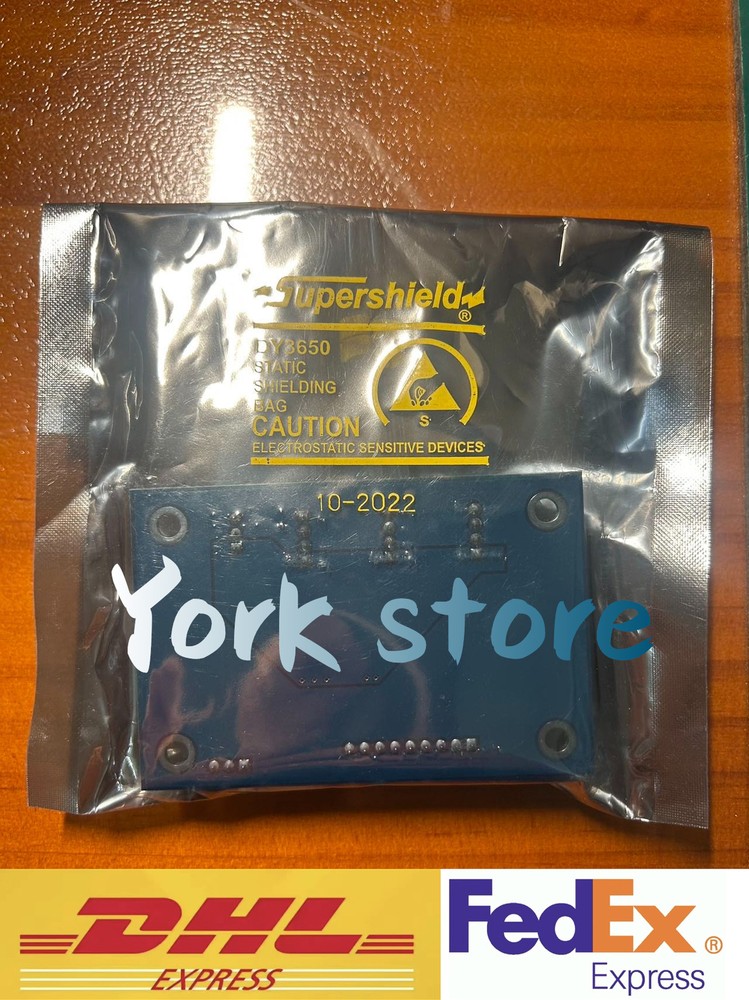 Supershield®
DY3650
STATIC
SHIELDING
BAG
CAUTION
S
ELECTROSTATIC SENSITIVE DEVICES
10-2022
York store
DHL
EXPRESS
FedEx®
Express